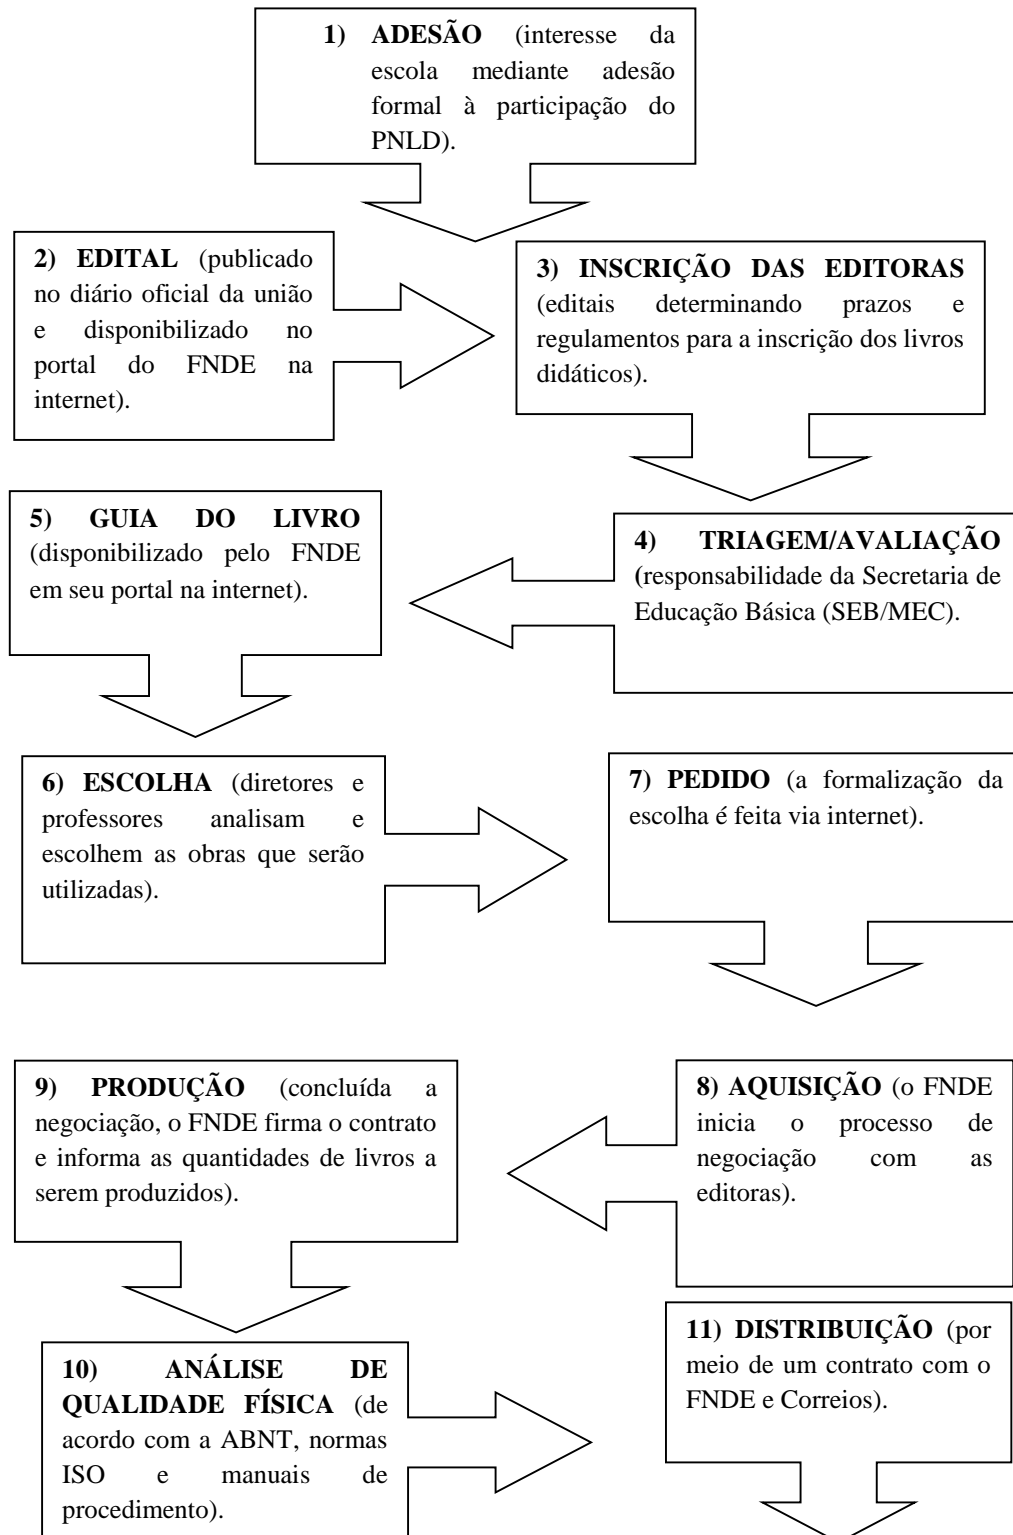 1) ADESÃO (interesse da
escola mediante adesão
formal à participação do
PNLD).
2) EDITAL (publicado
no diário oficial da união
e disponibilizado no
portal do FNDE na
internet).
3) INSCRIÇÃO DAS EDITORAS
(editais determinando prazos e
regulamentos para a inscrição dos livros
didáticos).
4) TRIAGEM/AVALIAÇÃO
(responsabilidade da Secretaria de
Educação Básica (SEB/MEC).
5) GUIA DO LIVRO
(disponibilizado pelo FNDE
em seu portal na internet).
6) ESCOLHA (diretores e
professores analisam e
escolhem as obras que serão
utilizadas).
7) PEDIDO (a formalização da
escolha é feita via internet).
8) AQUISIÇÃO (o FNDE
inicia o processo de
negociação com as
editoras).
9) PRODUÇÃO (concluída a
negociação, o FNDE firma o contrato
e informa as quantidades de livros a
serem produzidos).
10) ANÁLISE DE
QUALIDADE FÍSICA (de
acordo com a ABNT, normas
ISO e manuais de
procedimento).
11) DISTRIBUIÇÃO (por
meio de um contrato com o
FNDE e Correios).